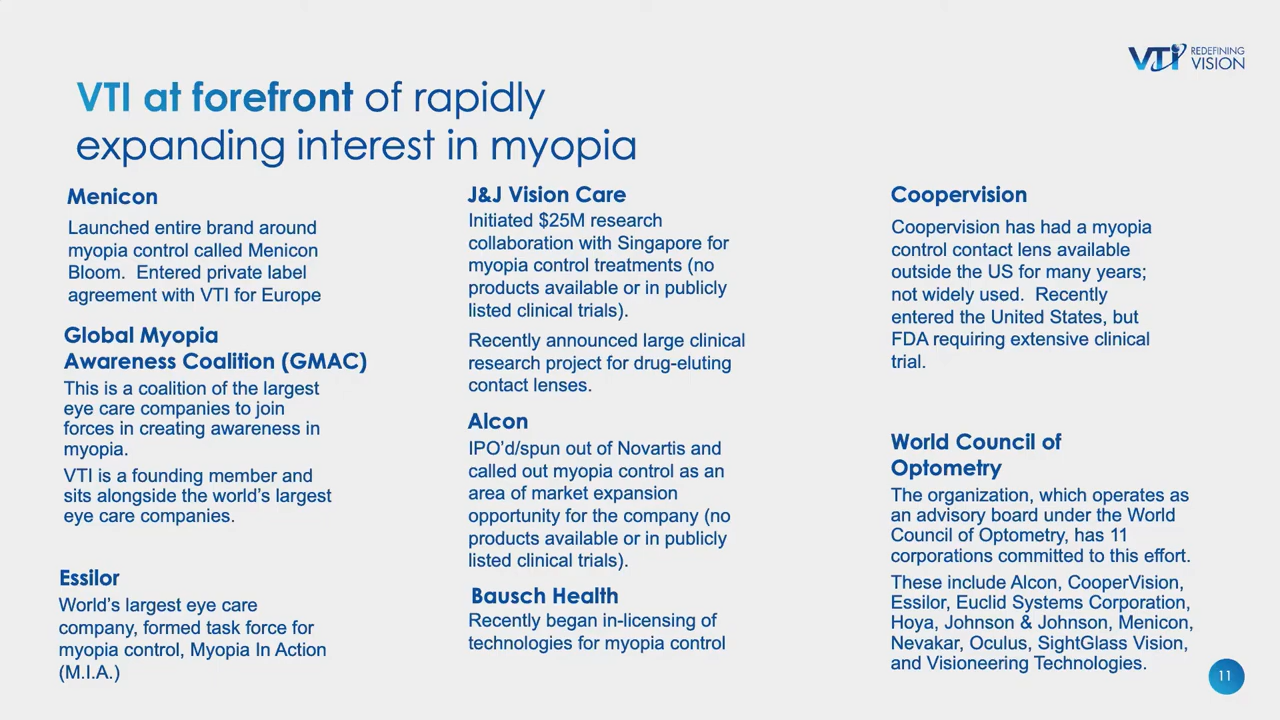 VTI REDEFINING
VISION
VTI at forefront of rapidly
expanding interest in myopia
Menicon
Launched entire brand around
myopia control called Menicon
Bloom.  Entered private label
agreement with VTI for Europe
Global Myopia
Awareness Coalition (GMAC)
This is a coalition of the largest
eye care companies to join
forces in creating awareness in
myopia.
VTI is a founding member and
sits alongside the world's largest
eye care companies.
Essilor
World's largest eye care
company, formed task force for
myopia control, Myopia In Action
(M.I.A.)
J&J Vision Care
Initiated $25M research
collaboration with Singapore for
myopia control treatments (no
products available or in publicly
listed clinical trials).
Recently announced large clinical
research project for drug-eluting
contact lenses.
Alcon
IPO'd/spun out of Novartis and
called out myopia control as an
area of market expansion
opportunity for the company (no
products available or in publicly
listed clinical trials).
Bausch Health
Recently began in-licensing of
technologies for myopia control
Coopervision
Coopervision has had a myopia
control contact lens available
outside the US for many years;
not widely used.  Recently
entered the United States, but
FDA requiring extensive clinical
trial.
World Council of
Optometry
The organization, which operates as
an advisory board under the World
Council of Optometry, has 11
corporations committed to this effort.
These include Alcon, CooperVision,
Essilor, Euclid Systems Corporation,
Hoya, Johnson & Johnson, Menicon,
Nevakar, Oculus, SightGlass Vision,
and Visioneering Technologies.
11